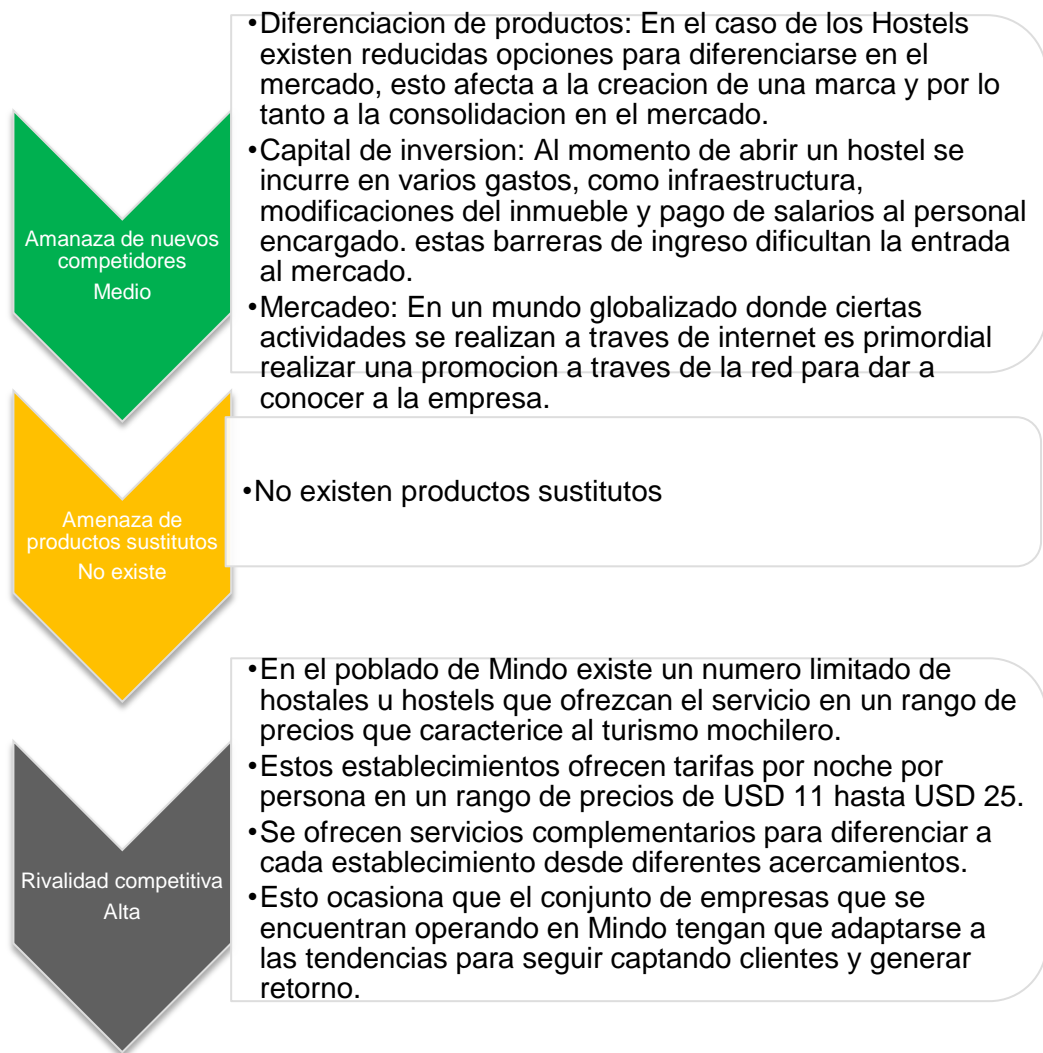 •Diferenciacion de productos: En el caso de los Hostels
existen reducidas opciones para diferenciarse en el
mercado, esto afecta a la creacion de una marca y por lo
tanto a la consolidacion en el mercado.
•Capital de inversion: Al momento de abrir un hostel se
incurre en varios gastos, como infraestructura,
modificaciones del inmueble y pago de salarios al personal
encargado. estas barreras de ingreso dificultan la entrada
al mercado.
•Mercadeo: En un mundo globalizado donde ciertas
actividades se realizan a traves de internet es primordial
realizar una promocion a traves de la red para dar a
conocer a la empresa.
Amanaza de nuevos
competidores
Medio
•No existen productos sustitutos
Amenaza de
productos sustitutos
No existe
•En el poblado de Mindo existe un numero limitado de
hostales u hostels que ofrezcan el servicio en un rango de
precios que caracterice al turismo mochilero.
•Estos establecimientos ofrecen tarifas por noche por
persona en un rango de precios de USD 11 hasta USD 25.
•Se ofrecen servicios complementarios para diferenciar a
cada establecimiento desde diferentes acercamientos.
•Esto ocasiona que el conjunto de empresas que se
encuentran operando en Mindo tengan que adaptarse a
las tendencias para seguir captando clientes y generar
retorno.
Rivalidad competitiva
Alta